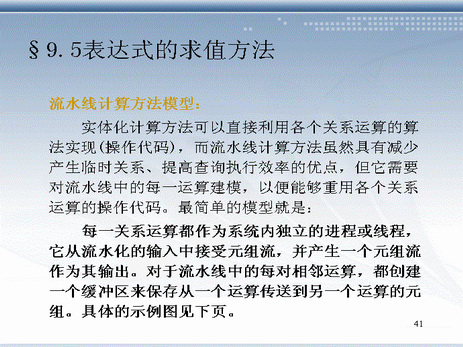 §9.5表达式的求值方法
流水线计算方法模型：
实体化计算方法可以直接利用各个关系运算的算
法实现(操作代码)，而流水线计算方法虽然具有减少
产生临时关系、提高查询执行效率的优点，但它需要
对流水线中的每一运算建模，以便能够重用各个关系
运算的操作代码。最简单的模型就是：
每一关系运算都作为系统内独立的进程或线程，
它从流水化的输入中接受元组流，并产生一个元组流
作为其输出。对于流水线中的每对相邻运算，都创建
一个缓冲区来保存从一个运算传送到另一个运算的元
组。具体的示例图见下页。
41